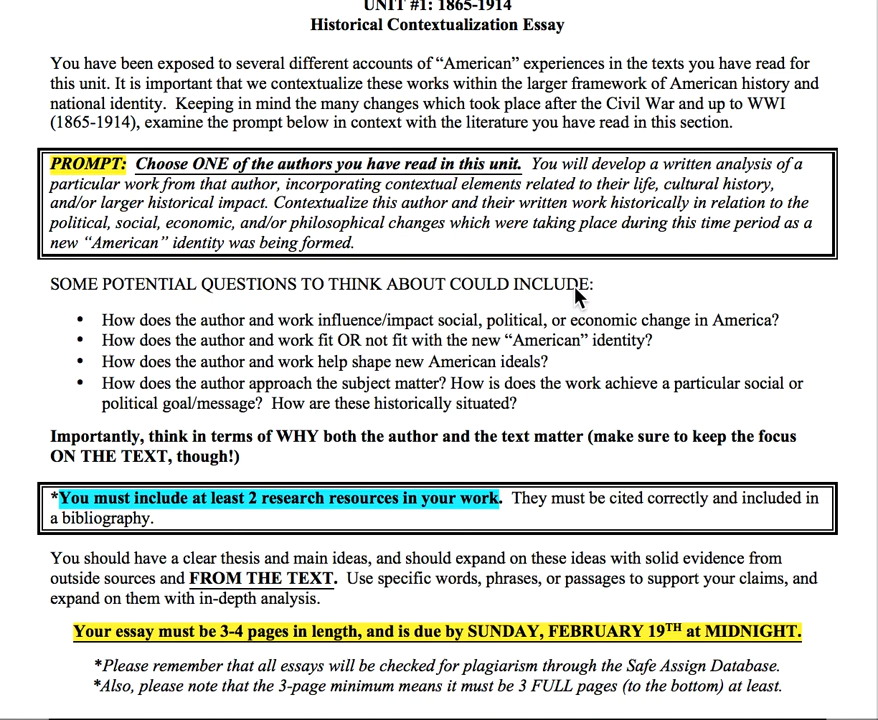 UNIT #1: 1865-1914
Historical Contextualization Essay
You have been exposed to several different accounts of “American” experiences in the texts you have read for
this unit. It is important that we contextualize these works within the larger framework of American history and
national identity.  Keeping in mind the many changes which took place after the Civil War and up to WWI
(1865-1914), examine the prompt below in context with the literature you have read in this section.
PROMPT:  Choose ONE of the authors you have read in this unit.  You will develop a written analysis of a
particular work from that author, incorporating contextual elements related to their life, cultural history,
and/or larger historical impact. Contextualize this author and their written work historically in relation to the
political, social, economic, and/or philosophical changes which were taking place during this time period as a
new “American” identity was being formed.
SOME POTENTIAL QUESTIONS TO THINK ABOUT COULD INCLUDE:
• How does the author and work influence/impact social, political, or economic change in America?
• How does the author and work fit OR not fit with the new “American” identity?
• How does the author and work help shape new American ideals?
• How does the author approach the subject matter? How is does the work achieve a particular social or
political goal/message?  How are these historically situated?
Importantly, think in terms of WHY both the author and the text matter (make sure to keep the focus
ON THE TEXT, though!)
*You must include at least 2 research resources in your work.  They must be cited correctly and included in
a bibliography.
You should have a clear thesis and main ideas, and should expand on these ideas with solid evidence from
outside sources and FROM THE TEXT.  Use specific words, phrases, or passages to support your claims, and
expand on them with in-depth analysis.
Your essay must be 3-4 pages in length, and is due by SUNDAY, FEBRUARY 19TH at MIDNIGHT.
*Please remember that all essays will be checked for plagiarism through the Safe Assign Database.
*Also, please note that the 3-page minimum means it must be 3 FULL pages (to the bottom) at least.